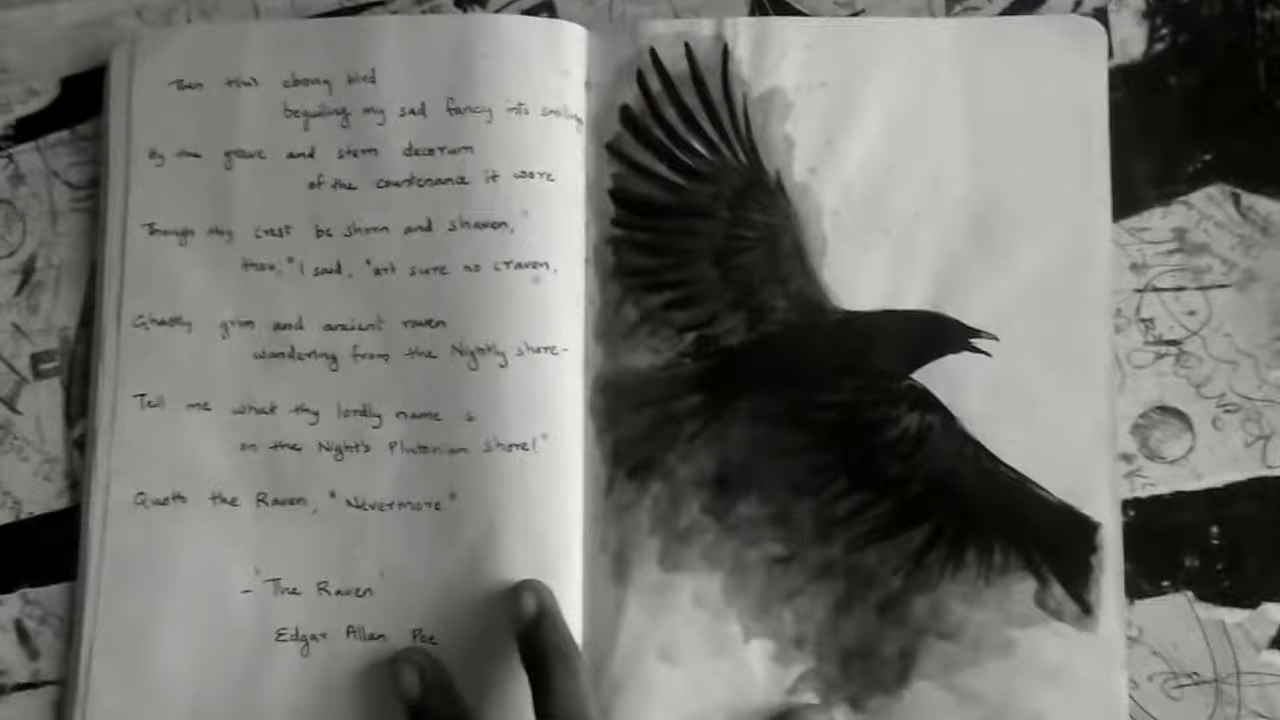 Then this ebony bird
beguiling my sad fancy into smiling
By the grave and stern decorum
of the countenance it wore
"Though thy crest be shorn and shaven,
thou," I said, "art sure no craven,
Ghastly grim and ancient raven
wandering from the Nightly shore-
Tell me what thy lordly name is
on the Night's Plutonian Shore!"
Quoth the Raven, "Nevermore."
- "The Raven"
Edgar Allan Poe